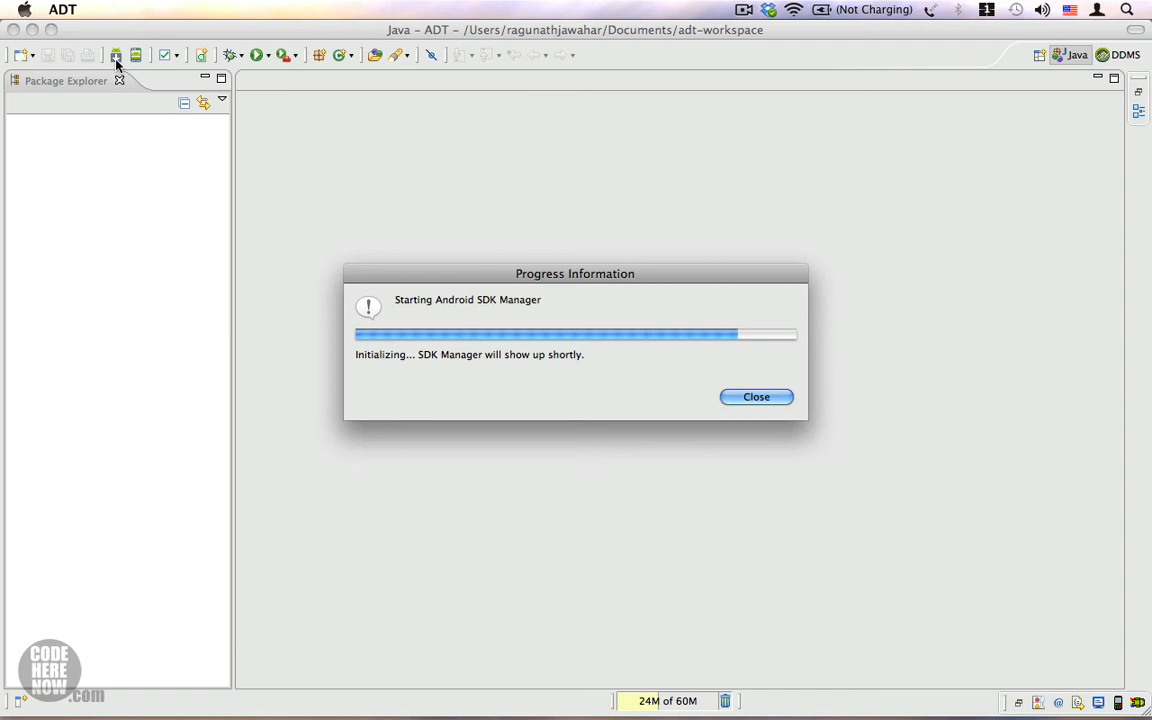 ADT
(Not Charging)
1
Java - ADT - /Users/ragunathjawahar/Documents/adt-workspace
Java
DDMS
Package Explorer
Progress Information
Starting Android SDK Manager
Initializing... SDK Manager will show up shortly.
Close
CODE
HERE
NOW.com
24M of 60M